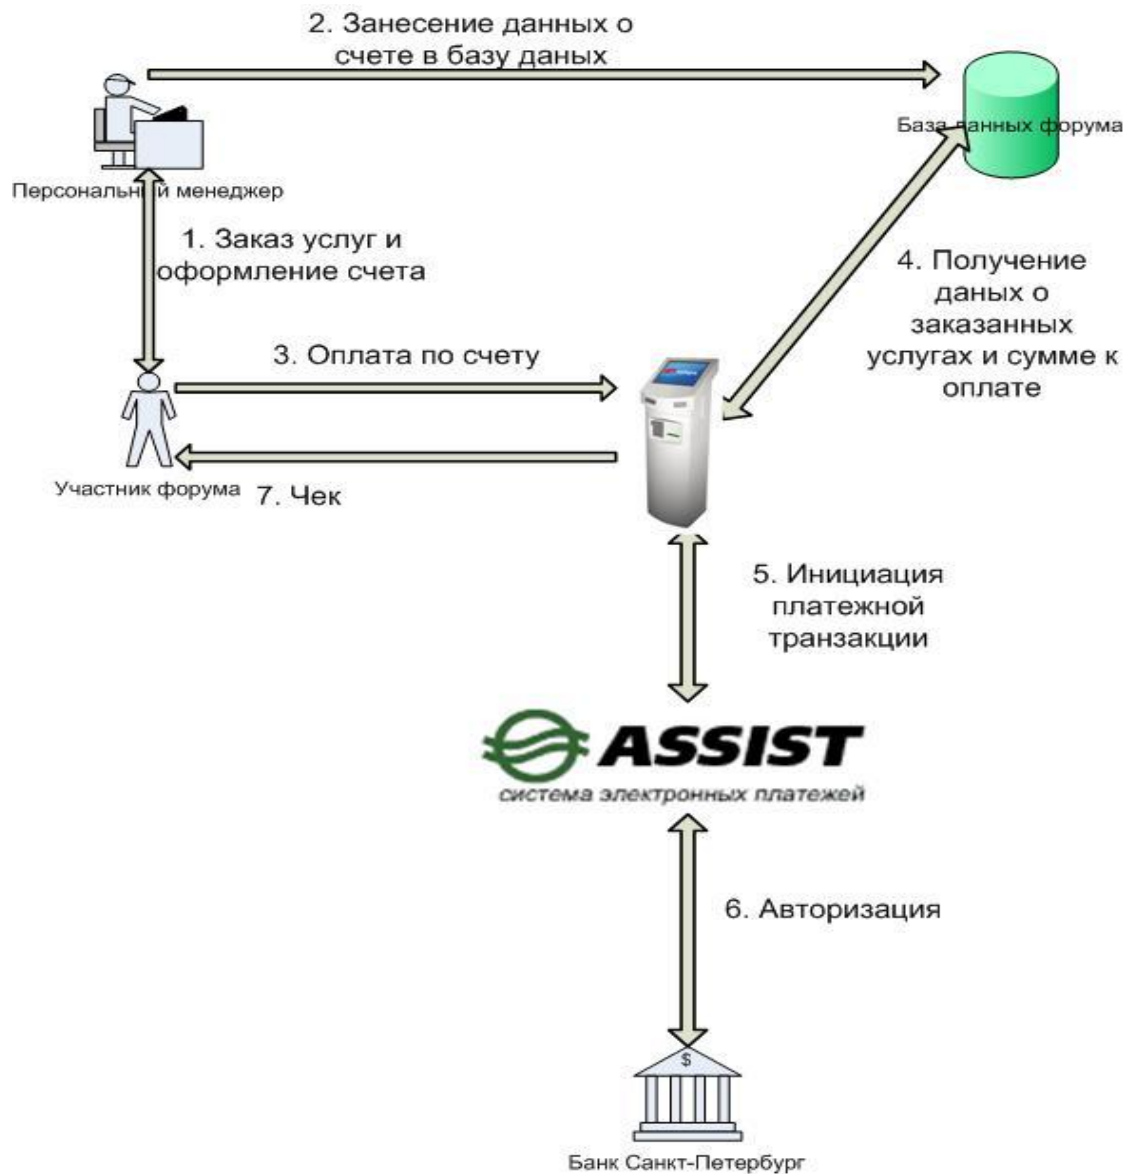 2. Занесение данных о
счете в базу даных
База данных форума
Персональный менеджер
1. Заказ услуг и
оформление счета
4. Получение
даных о
заказанных
услугах и сумме к
оплате
3. Оплата по счету
Участник форума
7. Чек
5. Инициация
платежной
транзакции
ASSIST
система электронных платежей
6. Авторизация
$
Банк Санкт-Петербург